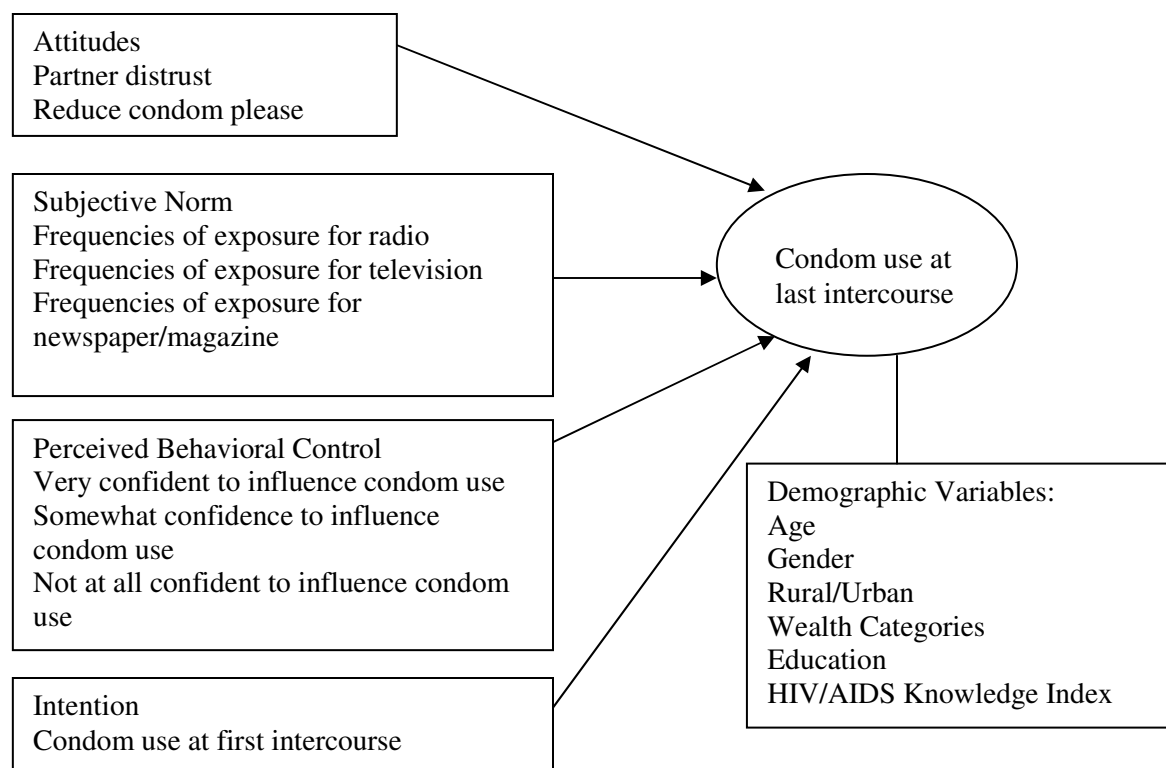 Attitudes
Partner distrust
Reduce condom please
Subjective Norm
Frequencies of exposure for radio
Frequencies of exposure for television
Frequencies of exposure for
newspaper/magazine
Condom use at
last intercourse
Perceived Behavioral Control
Very confident to influence condom use
Somewhat confidence to influence
condom use
Not at all confident to influence condom
use
Demographic Variables:
Age
Gender
Rural/Urban
Wealth Categories
Education
HIV/AIDS Knowledge Index
Intention
Condom use at first intercourse